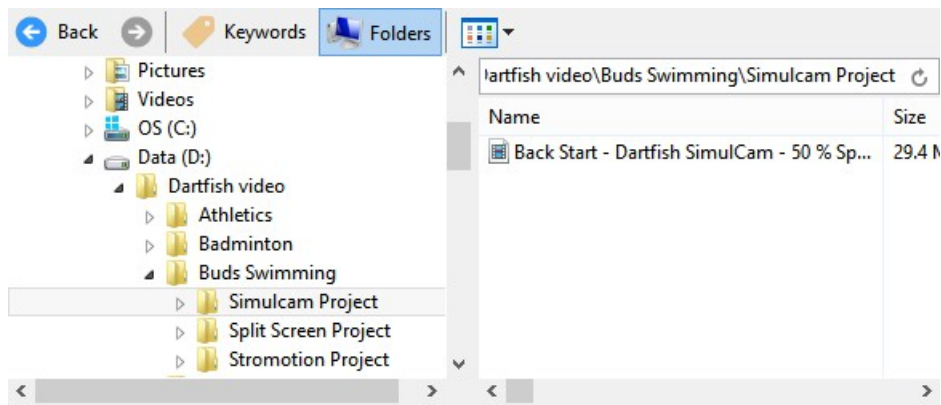 Back Keywords Folders
Pictures
Videos
OS (C:)
Data (D:)
Dartfish video
Athletics
Badminton
Buds Swimming
Simulcam Project
Split Screen Project
Stromotion Project
artfish video\Buds Swimming\Simulcam Project
Name Size
Back Start - Dartfish SimulCam - 50 % Sp... 29.4 M